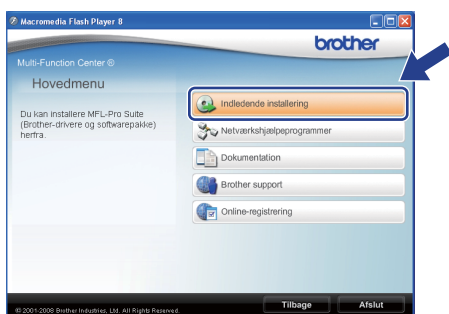 Macromedia Flash Player 8
brother
Multi-Function Center ®
Hovedmenu
Du kan installere MFL-Pro Suite
(Brother-drivere og softwarepakke)
herfra.
Indledende installering
Netværkshjælpeprogrammer
Dokumentation
Brother support
Online-registrering
© 2001-2008 Brother Industries, Ltd. All Rights Reserved.
Tilbage
Afslut